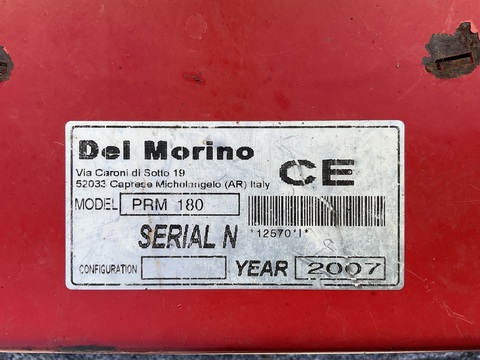 Del Morino
Via Caroni di Sotto 19
52033 Caprese Michelangelo (AR) Italy
CE
MODEL PRM 180
SERIAL N *12570*I*
CONFIGURATION YEAR 2007